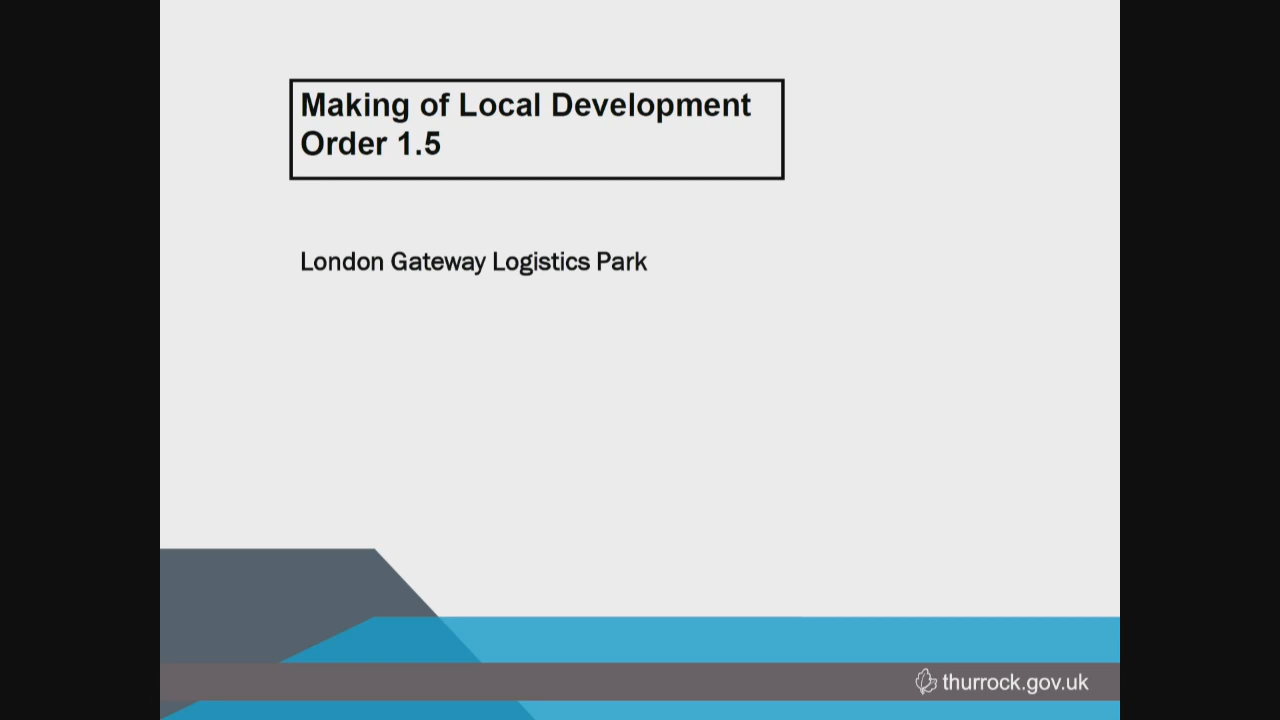 Making of Local Development
Order 1.5
London Gateway Logistics Park
thurrock.gov.uk